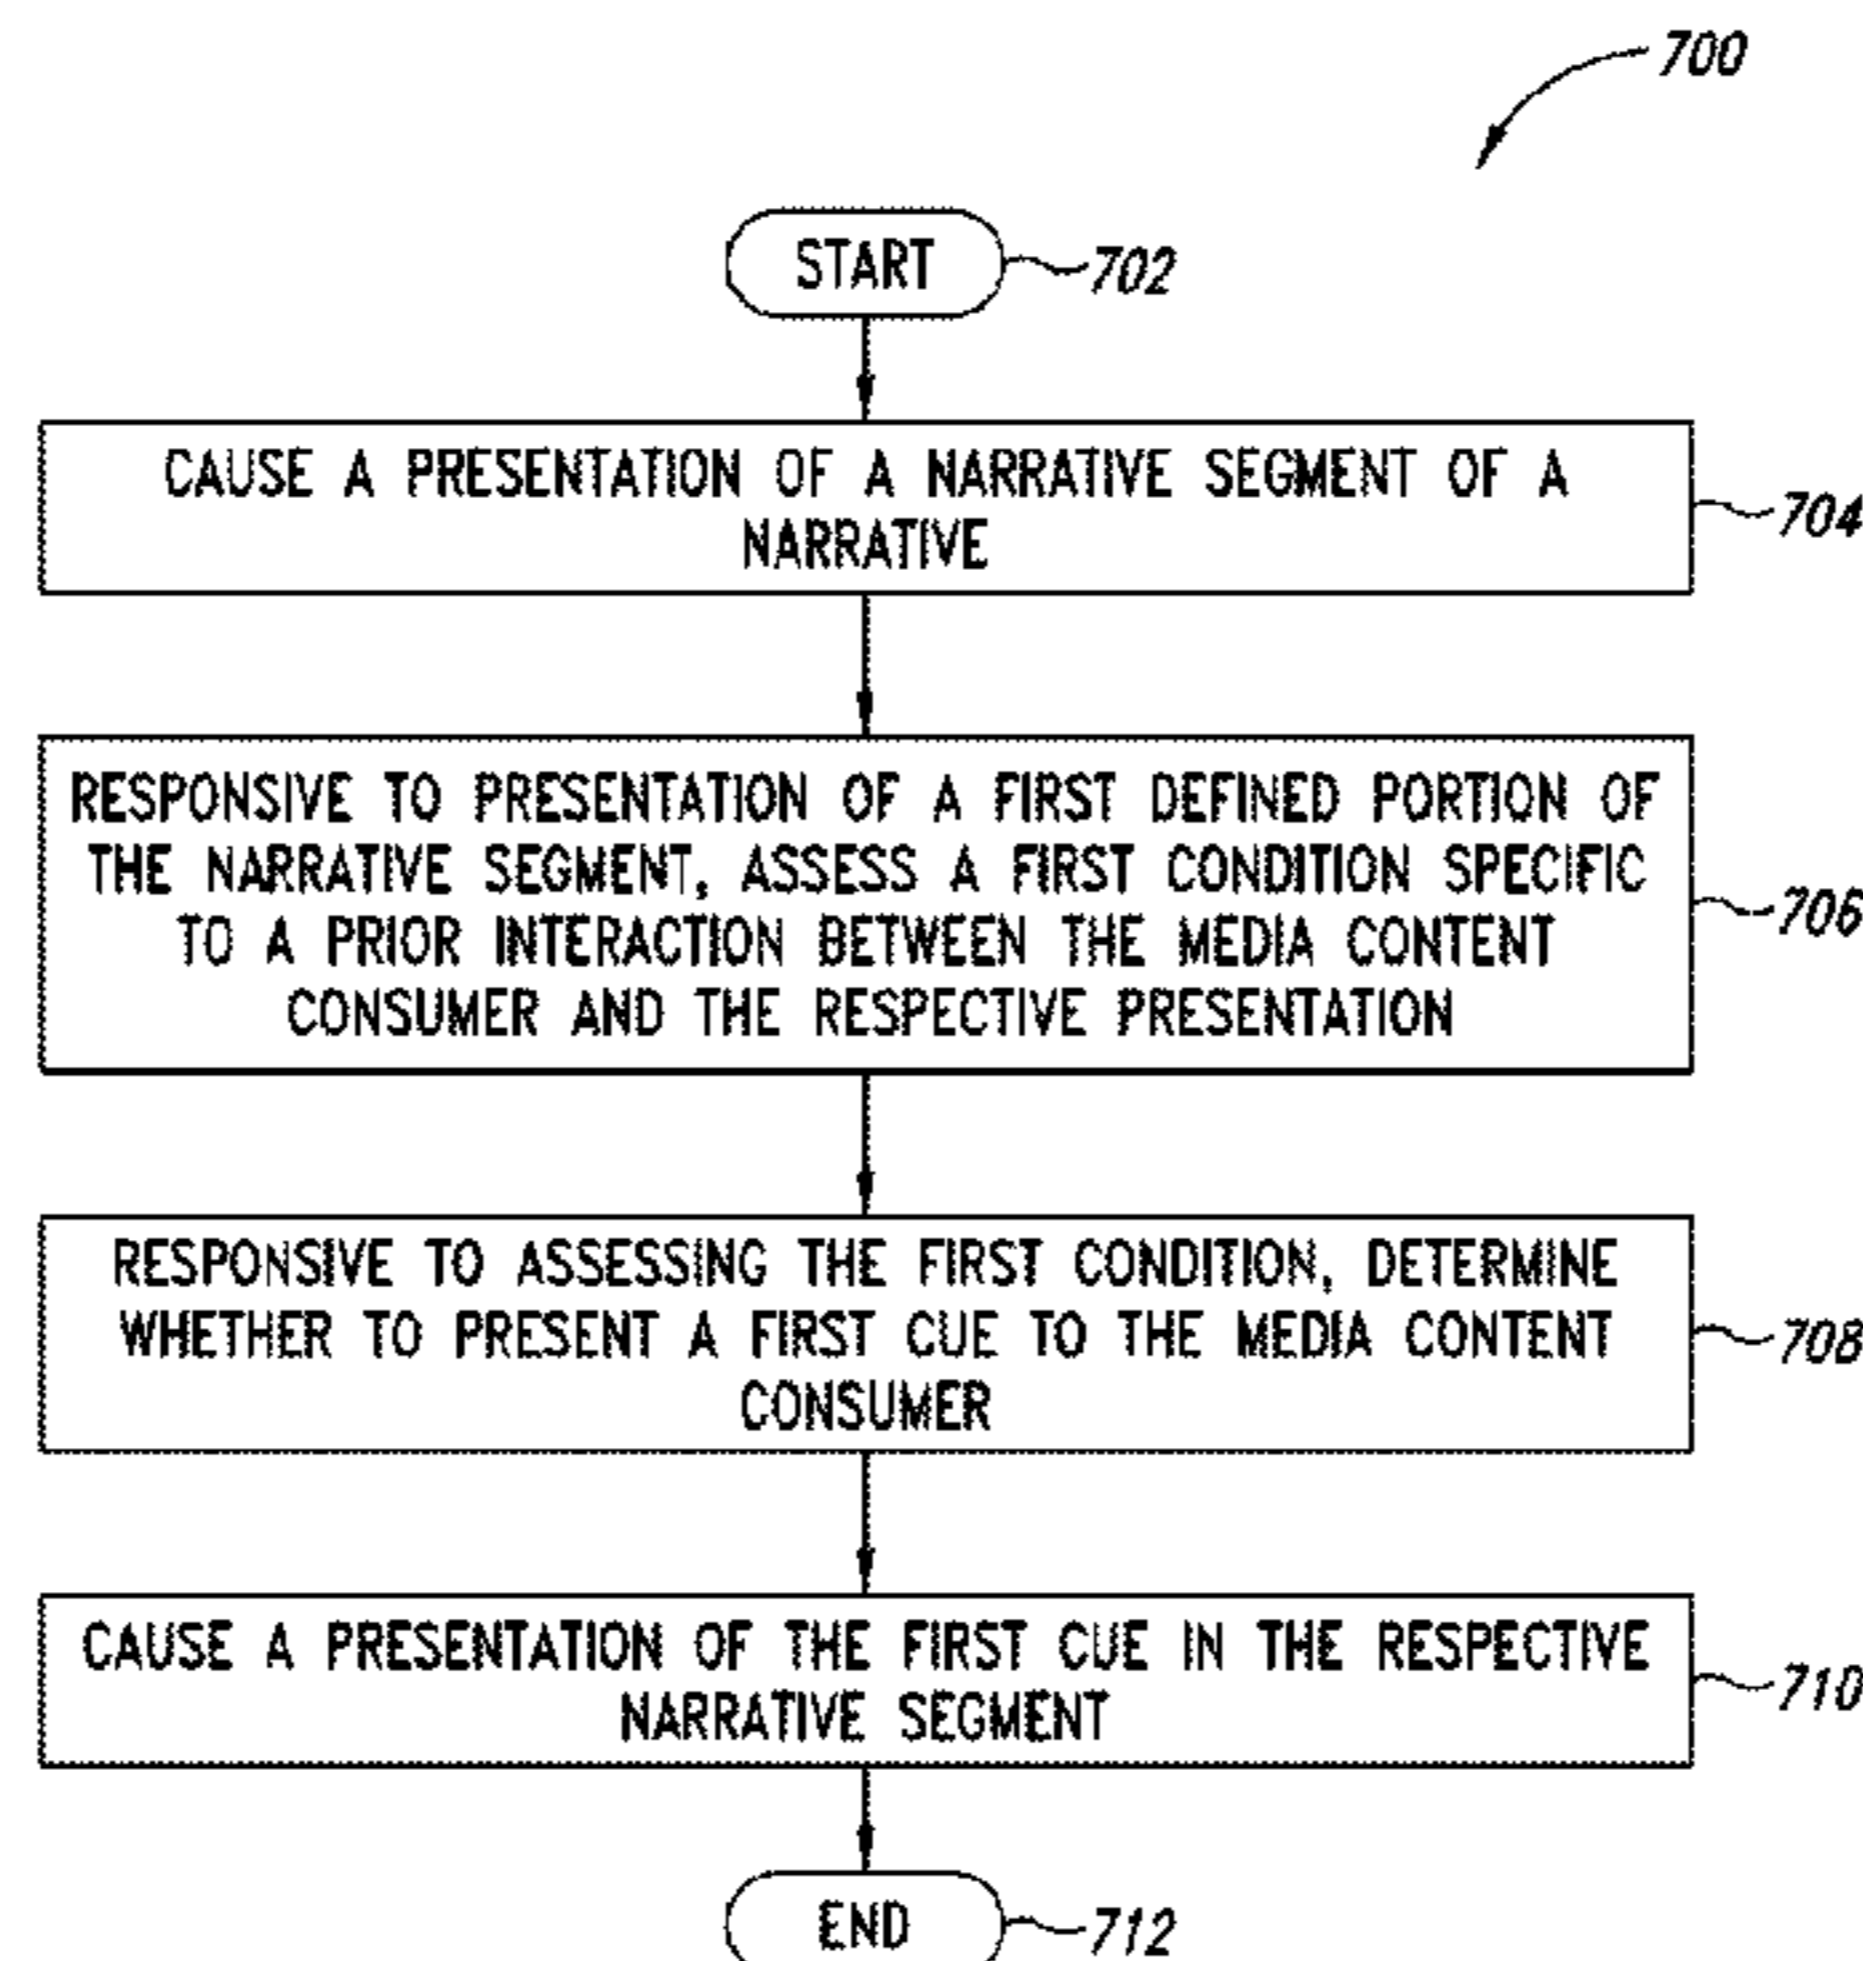 700
START
702
CAUSE A PRESENTATION OF A NARRATIVE SEGMENT OF A
NARRATIVE
704
RESPONSIVE TO PRESENTATION OF A FIRST DEFINED PORTION OF
THE NARRATIVE SEGMENT, ASSESS A FIRST CONDITION SPECIFIC
TO A PRIOR INTERACTION BETWEEN THE MEDIA CONTENT
CONSUMER AND THE RESPECTIVE PRESENTATION
706
RESPONSIVE TO ASSESSING THE FIRST CONDITION, DETERMINE
WHETHER TO PRESENT A FIRST CUE TO THE MEDIA CONTENT
CONSUMER
708
CAUSE A PRESENTATION OF THE FIRST CUE IN THE RESPECTIVE
NARRATIVE SEGMENT
710
END
712